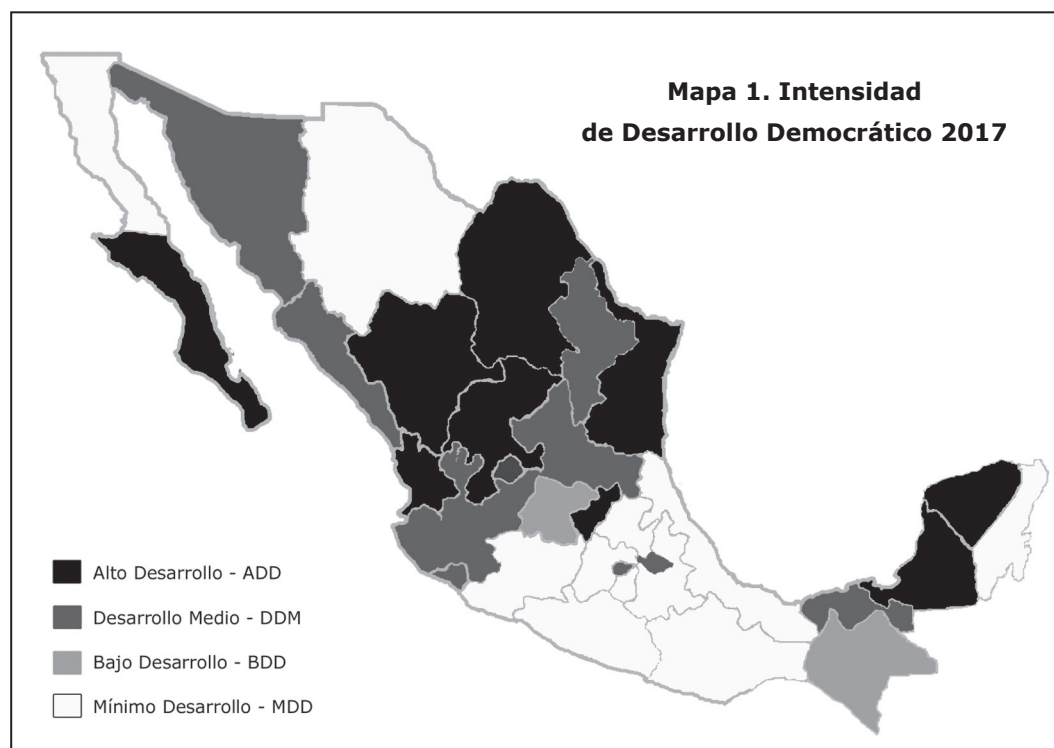 Mapa 1. Intensidad
de Desarrollo Democrático 2017
Alto Desarrollo - ADD
Desarrollo Medio - DDM
Bajo Desarrollo - BDD
Mínimo Desarrollo - MDD